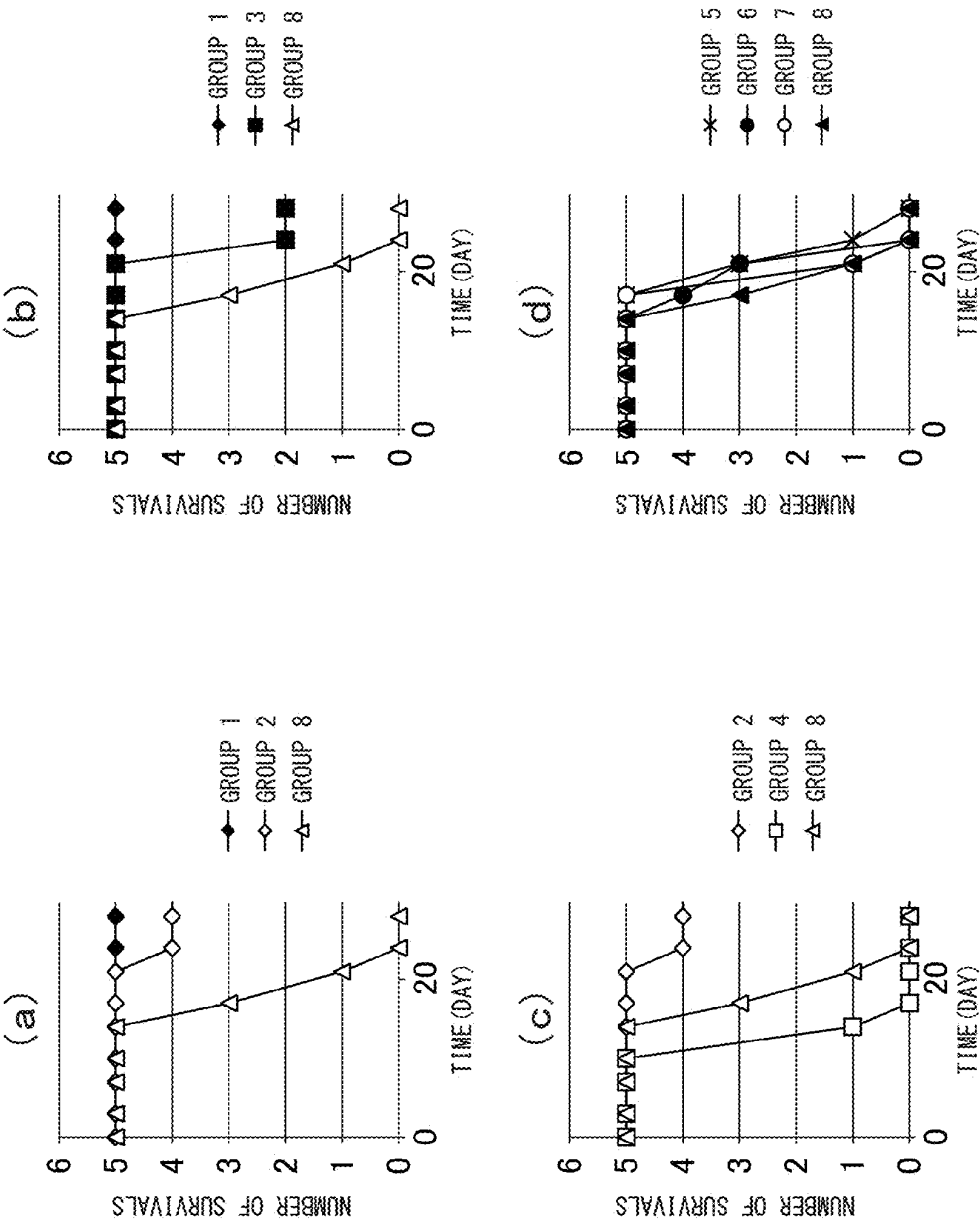 (a)
6
5
4
3
2
1
0
NUMBER OF SURVIVALS
0
20
TIME(DAY)
GROUP 1
GROUP 2
GROUP 8
(b)
6
5
4
3
2
1
0
NUMBER OF SURVIVALS
0
20
TIME(DAY)
GROUP 1
GROUP 3
GROUP 8
(c)
6
5
4
3
2
1
0
NUMBER OF SURVIVALS
0
20
TIME(DAY)
GROUP 2
GROUP 4
GROUP 8
(d)
6
5
4
3
2
1
0
NUMBER OF SURVIVALS
0
20
TIME(DAY)
GROUP 5
GROUP 6
GROUP 7
GROUP 8